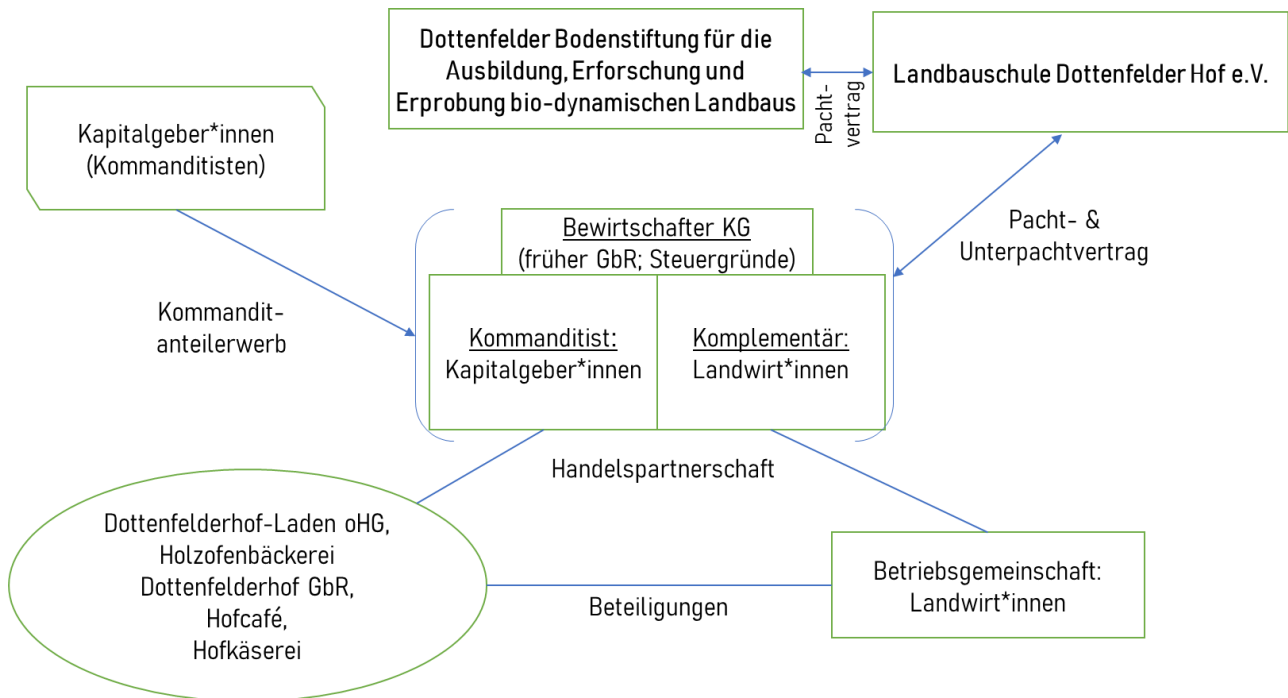 Dottenfelder Bodenstiftung für die
Ausbildung, Erforschung und
Erprobung bio-dynamischen Landbaus
Pacht-
vertrag
Landbauschule Dottenfelder Hof e.V.
Kapitalgeber*innen
(Kommanditisten)
Pacht- &
Unterpachtvertrag
Bewirtschafter KG
(früher GbR; Steuergründe)
Kommandit-
anteilerwerb
Kommanditist:
Kapitalgeber*innen
Komplementär:
Landwirt*innen
Handelspartnerschaft
Dottenfelderhof-Laden oHG,
Holzofenbäckerei
Dottenfelderhof GbR,
Hofcafé,
Hofkäserei
Beteiligungen
Betriebsgemeinschaft:
Landwirt*innen